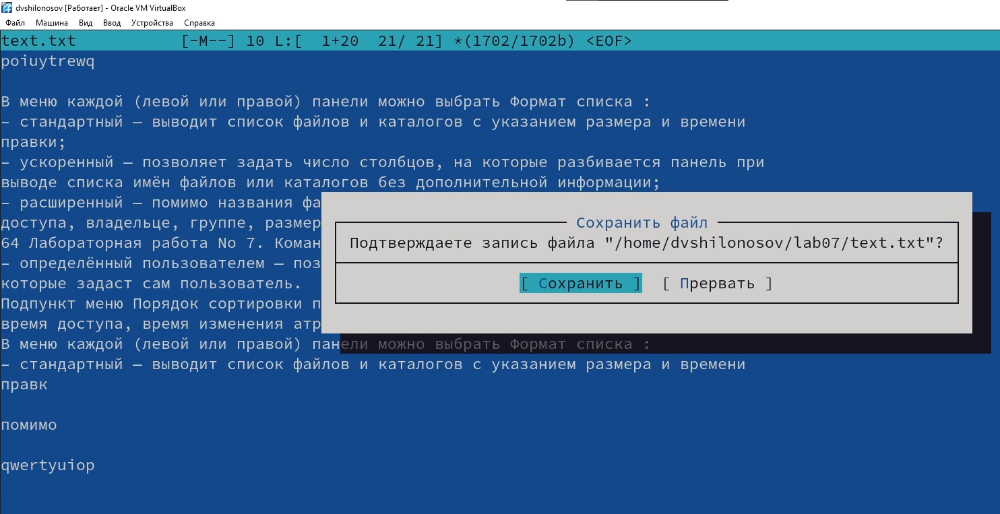 dvshilonosov [Работает] - Oracle VM VirtualBox
Файл Машина Вид Ввод Устройства Справка
text.txt [-M--] 10 L:[ 1+20 21/ 21] *(1702/1702b) <EOF>
poiuytrewq
В меню каждой (левой или правой) панели можно выбрать Формат списка :
– стандартный — выводит список файлов и каталогов с указанием размера и времени
правки;
– ускоренный — позволяет задать число столбцов, на которые разбивается панель при
выводе списка имён файлов или каталогов без дополнительной информации;
– расширенный — помимо названия фа
доступа, владельце, группе, размер
64 Лабораторная работа No 7. Коман
– определённый пользователем — поз
которые задаст сам пользователь.
Подпункт меню Порядок сортировки п
время доступа, время изменения атр
Сохранить файл
Подтверждаете запись файла "/home/dvshilonosov/lab07/text.txt"?
[ Сохранить ] [ Прервать ]
В меню каждой (левой или правой) панели можно выбрать Формат списка :
– стандартный — выводит список файлов и каталогов с указанием размера и времени
правк
помимо
qwertyuiop